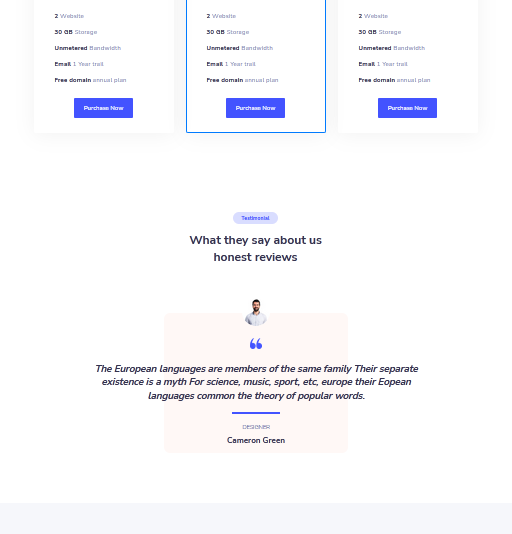 2 Website
30 GB Storage
Unmetered Bandwidth
Email 1 Year trail
Free domain annual plan
Purchase Now
2 Website
30 GB Storage
Unmetered Bandwidth
Email 1 Year trail
Free domain annual plan
Purchase Now
2 Website
30 GB Storage
Unmetered Bandwidth
Email 1 Year trail
Free domain annual plan
Purchase Now
Testimonial
What they say about us
honest reviews
The European languages are members of the same family Their separate
existence is a myth For science, music, sport, etc, europe their Eopean
languages common the theory of popular words.
DESIGNER
Cameron Green